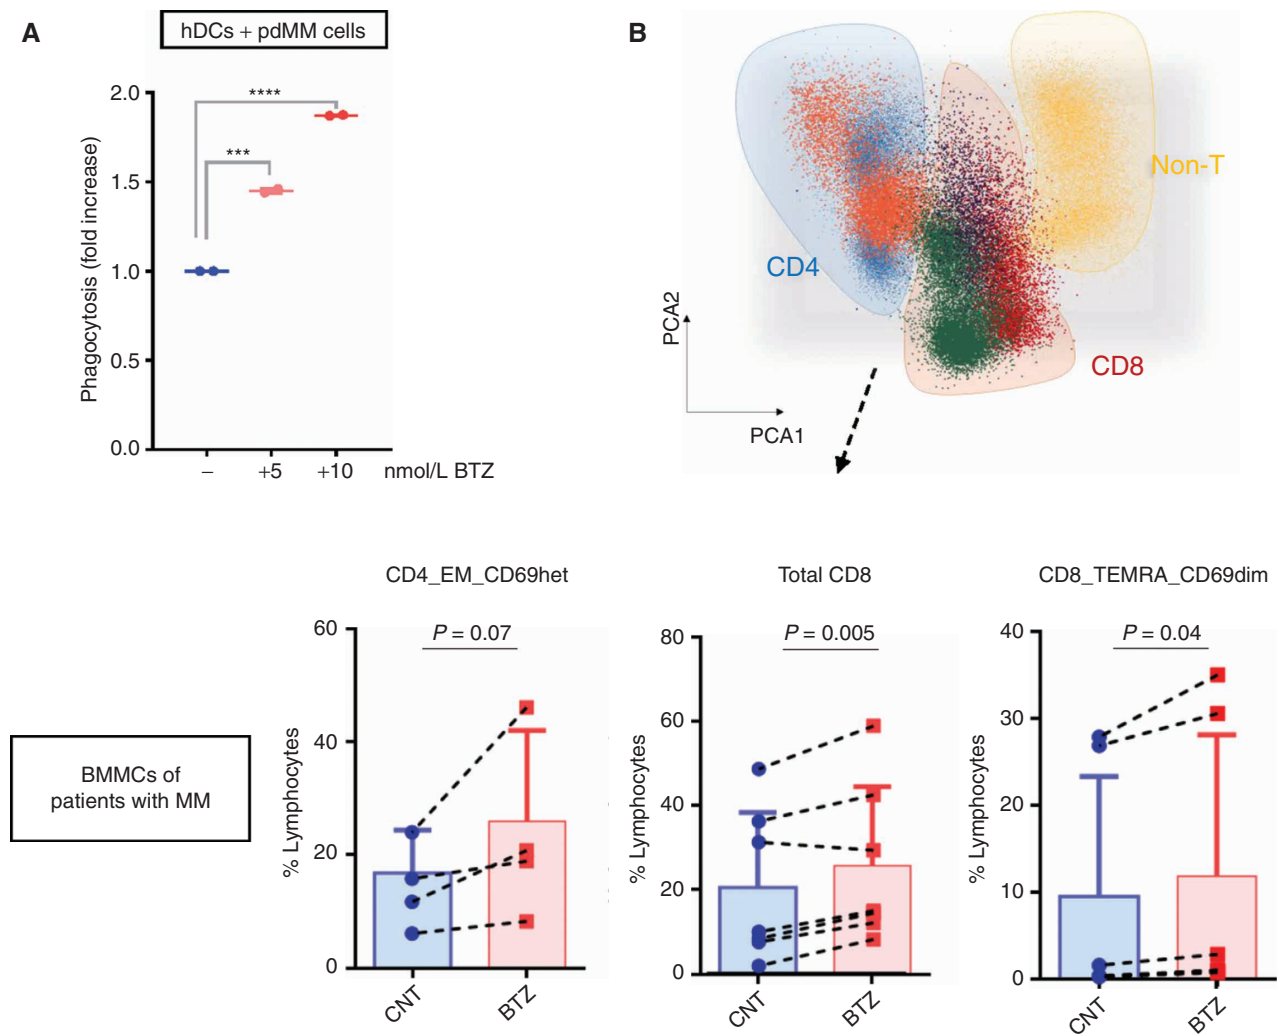 A
hDCs + pdMM cells
Phagocytosis (fold increase)
2.0
1.5
1.0
0.5
0.0
****
***
–
+5
+10
nmol/L BTZ
B
CD4
Non-T
CD8
PCA2
PCA1
BMMCs of
patients with MM
CD4_EM_CD69het
P = 0.07
% Lymphocytes
60
40
20
0
CNT
BTZ
Total CD8
P = 0.005
% Lymphocytes
80
60
40
20
0
CNT
BTZ
CD8_TEMRA_CD69dim
P = 0.04
% Lymphocytes
40
30
20
10
0
CNT
BTZ